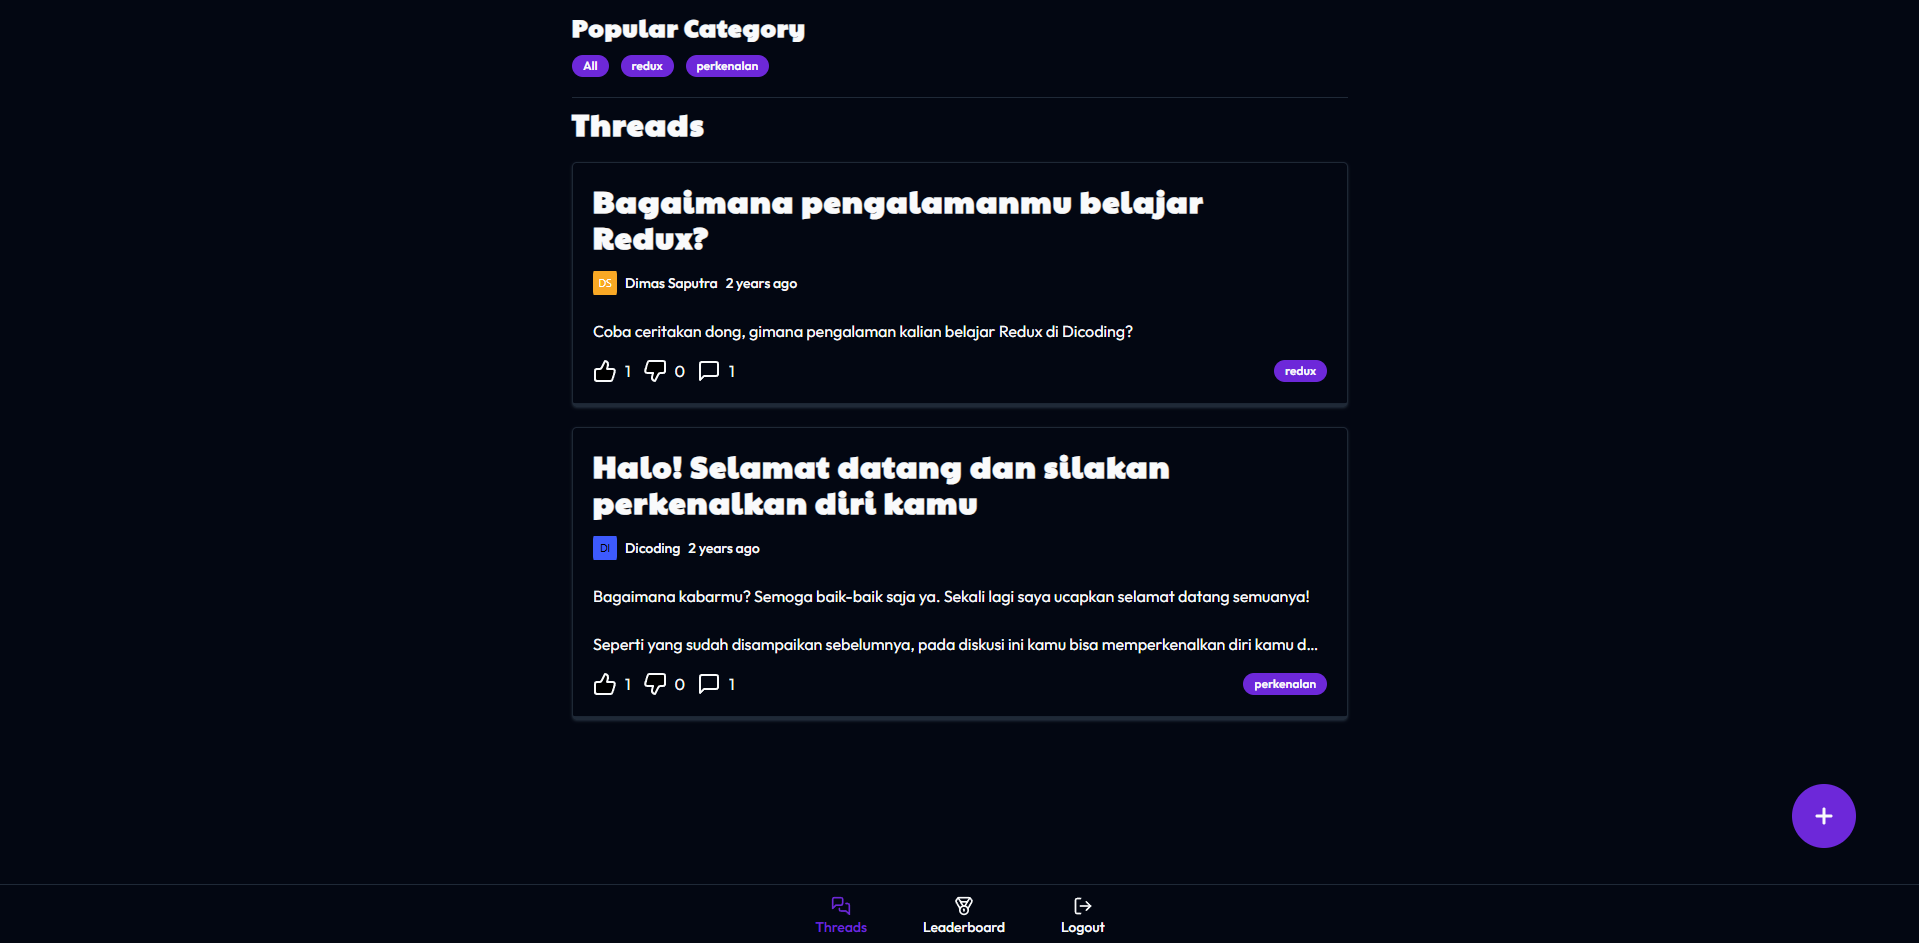 Popular Category
All redux perkenalan
Threads
Bagaimana pengalamanmu belajar
Redux?
DS Dimas Saputra 2 years ago
Coba ceritakan dong, gimana pengalaman kalian belajar Redux di Dicoding?
1 0 1 redux
Halo! Selamat datang dan silakan
perkenalkan diri kamu
DI Dicoding 2 years ago
Bagaimana kabarmu? Semoga baik-baik saja ya. Sekali lagi saya ucapkan selamat datang semuanya!
Seperti yang sudah disampaikan sebelumnya, pada diskusi ini kamu bisa memperkenalkan diri kamu d...
1 0 1 perkenalan
+
Threads Leaderboard Logout